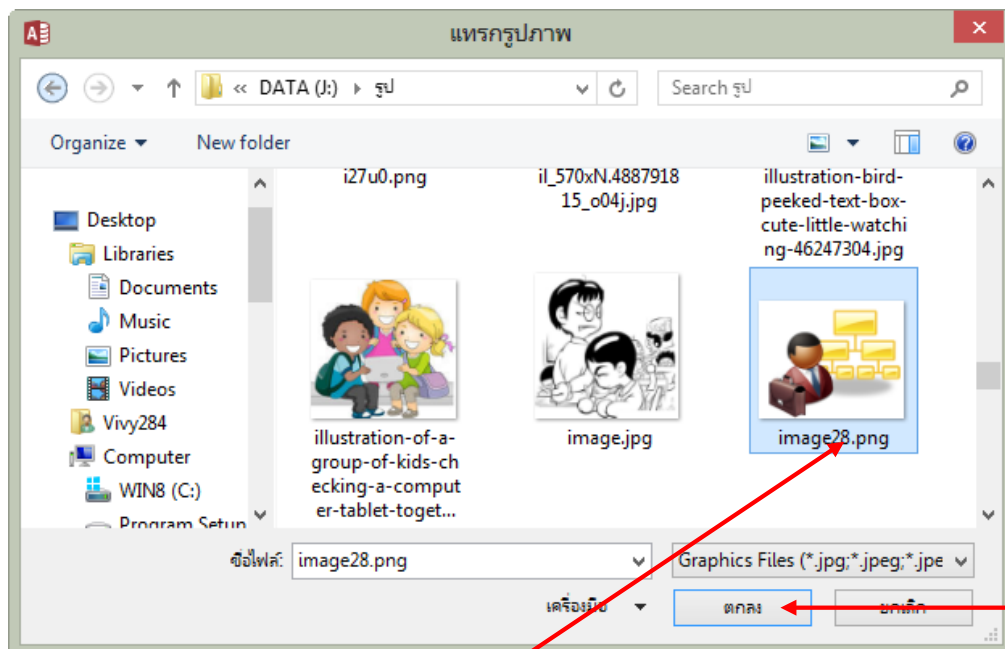 แทรกรูปภาพ
« DATA (J:) รูป
Search รูป
Organize
New folder
Desktop
Libraries
Documents
Music
Pictures
Videos
Vivy284
Computer
WIN8 (C:)
Program Setup
i27u0.png
il_570xN.4887918
15_o04j.jpg
illustration-bird-
peeked-text-box-
cute-little-watchi
ng-46247304.jpg
illustration-of-a-
group-of-kids-ch
ecking-a-comput
er-tablet-toget...
image.jpg
image28.png
ชื่อไฟล์: image28.png
Graphics Files (*.jpg;*.jpeg;*.jpe
เครื่องมือ
ตกลง
ยกเลิก